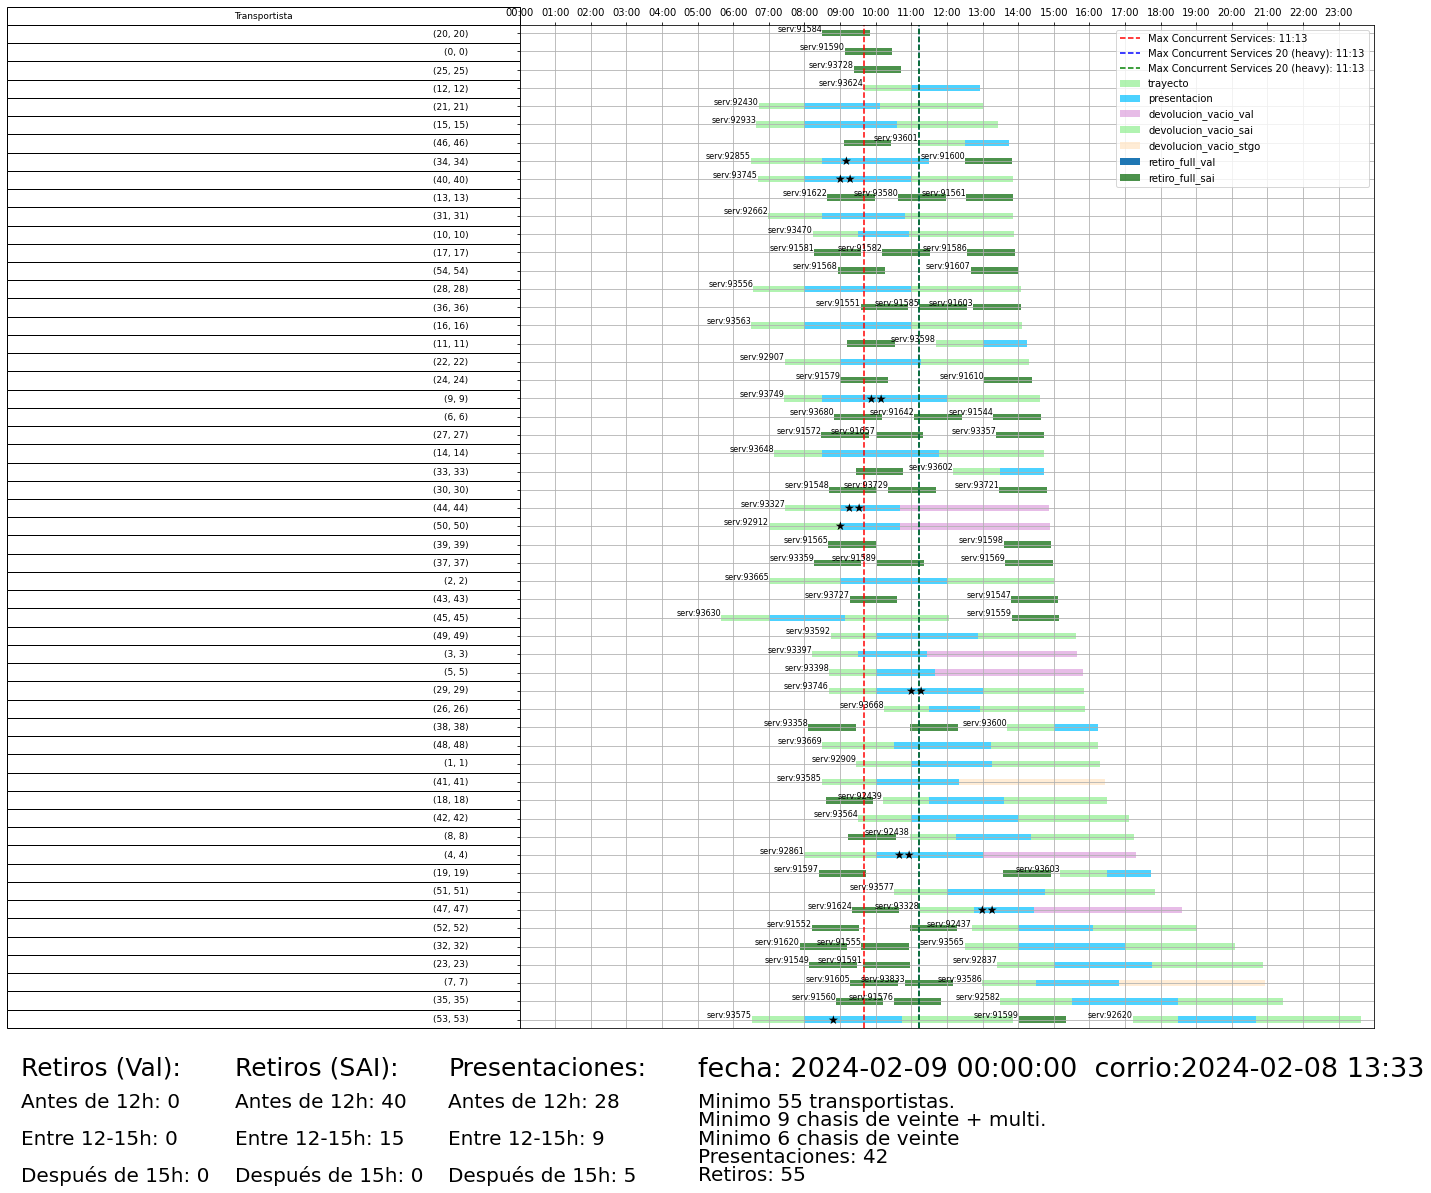 Transportista
00:00 01:00 02:00 03:00 04:00 05:00 06:00 07:00 08:00 09:00 10:00 11:00 12:00 13:00 14:00 15:00 16:00 17:00 18:00 19:00 20:00 21:00 22:00 23:00
Max Concurrent Services: 11:13
Max Concurrent Services 20 (heavy): 11:13
Max Concurrent Services 20 (heavy): 11:13
trayecto
presentacion
devolucion_vacio_val
devolucion_vacio_sai
devolucion_vacio_stgo
retiro_full_val
retiro_full_sai
(20, 20) serv:91584
(0, 0) serv:91590
(25, 25) serv:93728
(12, 12) serv:93624
(21, 21) serv:92430
(15, 15) serv:92933
(46, 46) serv:93601
(34, 34) serv:92855 serv:91600
(40, 40) serv:93745
(13, 13) serv:91622 serv:93580 serv:91561
(31, 31) serv:92662
(10, 10) serv:93470
(17, 17) serv:91581 serv:91582 serv:91586
(54, 54) serv:91568 serv:91607
(28, 28) serv:93556
(36, 36) serv:91551 serv:91585 serv:91603
(16, 16) serv:93563
(11, 11) serv:93598
(22, 22) serv:92907
(24, 24) serv:91579 serv:91610
(9, 9) serv:93749
(6, 6) serv:93680 serv:91642 serv:91544
(27, 27) serv:91572 serv:91657 serv:93357
(14, 14) serv:93648
(33, 33) serv:93602
(30, 30) serv:91548 serv:93729 serv:93721
(44, 44) serv:93327
(50, 50) serv:92912
(39, 39) serv:91565 serv:91598
(37, 37) serv:93359 serv:91589 serv:91569
(2, 2) serv:93665
(43, 43) serv:93727 serv:91547
(45, 45) serv:93630 serv:91559
(49, 49) serv:93592
(3, 3) serv:93397
(5, 5) serv:93398
(29, 29) serv:93746
(26, 26) serv:93668
(38, 38) serv:93358 serv:93600
(48, 48) serv:93669
(1, 1) serv:92909
(41, 41) serv:93585
(18, 18) serv:92439
(42, 42) serv:93564
(8, 8) serv:92438
(4, 4) serv:92861
(19, 19) serv:91597 serv:93603
(51, 51) serv:93577
(47, 47) serv:91624 serv:93328
(52, 52) serv:91552 serv:92437
(32, 32) serv:91620 serv:91555 serv:93565
(23, 23) serv:91549 serv:91591 serv:92837
(7, 7) serv:91605 serv:93833 serv:93586
(35, 35) serv:91560 serv:91576 serv:92582
(53, 53) serv:93575 serv:91599 serv:92620
Retiros (Val):
Antes de 12h: 0
Entre 12-15h: 0
Después de 15h: 0
Retiros (SAI):
Antes de 12h: 40
Entre 12-15h: 15
Después de 15h: 0
Presentaciones:
Antes de 12h: 28
Entre 12-15h: 9
Después de 15h: 5
fecha: 2024-02-09 00:00:00 corrio:2024-02-08 13:33
Minimo 55 transportistas.
Minimo 9 chasis de veinte + multi.
Minimo 6 chasis de veinte
Presentaciones: 42
Retiros: 55